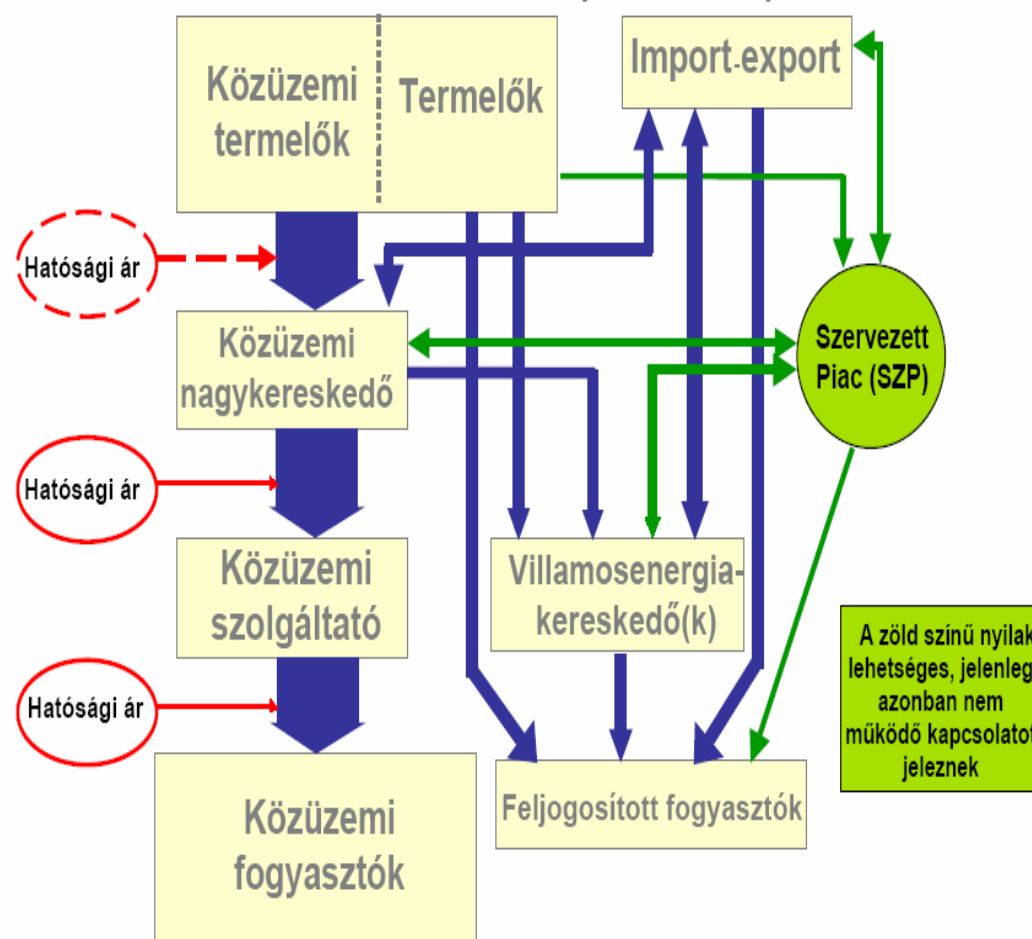 Közüzemi
termelők
Termelők
Import-export
Hatósági ár
Közüzemi
nagykereskedő
Szervezett
Piac (SZP)
Hatósági ár
Közüzemi
szolgáltató
Villamosenergia-
kereskedő(k)
A zöld színű nyilak
lehetséges, jelenleg
azonban nem
működő kapcsolatot
jeleznek
Hatósági ár
Feljogosított fogyasztók
Közüzemi
fogyasztók